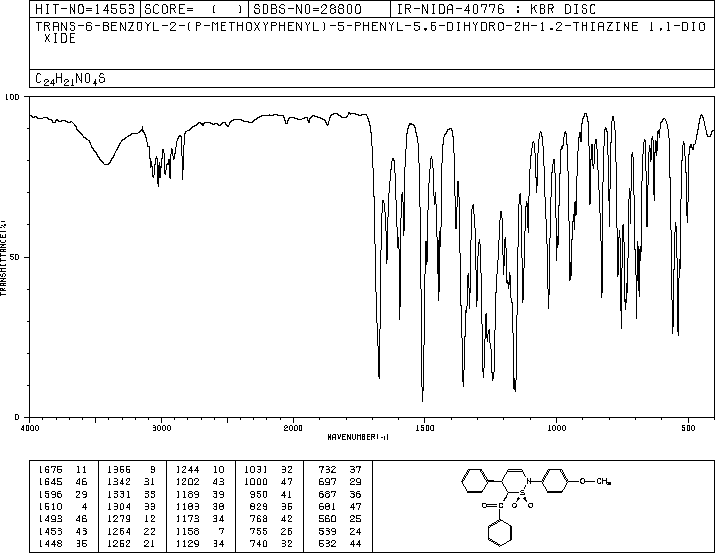 HIT-NO=14553 SCORE= ( ) SDBS-NO=28800 IR-NIDA-40776 : KBR DISC
TRANS-6-BENZOYL-2-(P-METHOXYPHENYL)-5-PHENYL-5,6-DIHYDRO-2H-1,2-THIAZINE 1,1-DIO
XIDE
C24H21NO4S
100
50
0
TRANSMITTANCE(%)
4000 3000 2000 1500 1000 500
WAVENUMBER(-1)
1676 11 1366 9 1244 10 1031 32 732 37
1645 46 1342 31 1202 43 1000 47 697 29
1596 29 1331 33 1189 39 950 41 687 36
1510 4 1304 33 1183 38 829 36 681 47
1493 46 1279 12 1173 34 768 42 560 25
1453 43 1264 22 1158 7 755 26 539 24
1448 35 1262 21 1129 34 740 32 532 44
O
S
N
O
O
O
CH3